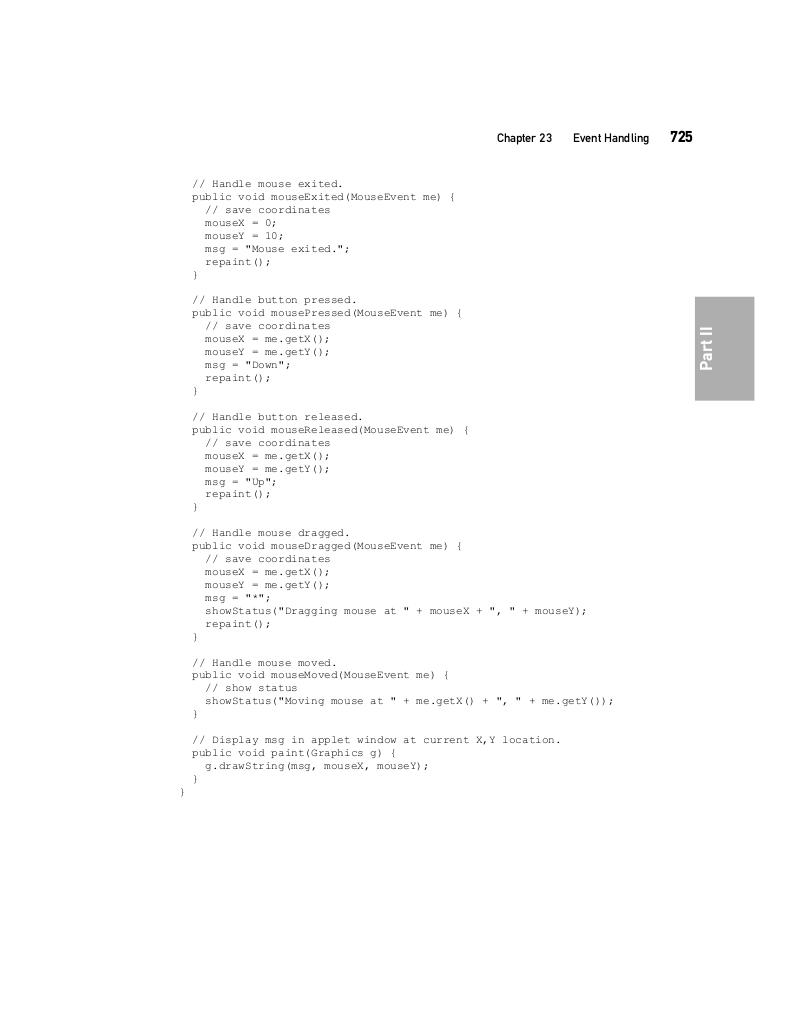 Chapter 23 Event Handling 725
// Handle mouse exited.
public void mouseExited(MouseEvent me) {
// save coordinates
mouseX = 0;
mouseY = 10;
msg = "Mouse exited.";
repaint();
}
// Handle button pressed.
public void mousePressed(MouseEvent me) {
// save coordinates
mouseX = me.getX();
mouseY = me.getY();
msg = "Down";
repaint();
}
// Handle button released.
public void mouseReleased(MouseEvent me) {
// save coordinates
mouseX = me.getX();
mouseY = me.getY();
msg = "Up";
repaint();
}
// Handle mouse dragged.
public void mouseDragged(MouseEvent me) {
// save coordinates
mouseX = me.getX();
mouseY = me.getY();
msg = "*";
showStatus("Dragging mouse at " + mouseX + ", " + mouseY);
repaint();
}
// Handle mouse moved.
public void mouseMoved(MouseEvent me) {
// show status
showStatus("Moving mouse at " + me.getX() + ", " + me.getY());
}
// Display msg in applet window at current X,Y location.
public void paint(Graphics g) {
g.drawString(msg, mouseX, mouseY);
}
}
Part II